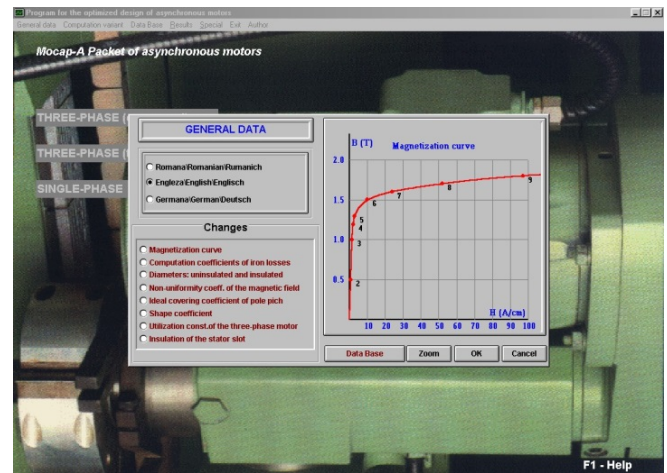 Program for the optimized design of asynchronous motors
General data Computation variant Data Base Results Special Exit Author
Mocap-A Packet of asynchronous motors
THREE-PHASE (
THREE-PHASE (
SINGLE-PHASE
GENERAL DATA
Romana\Romanian\Rumanich
Engleza\English\Englisch
Germana\German\Deutsch
Changes
Magnetization curve
Computation coefficients of iron losses
Diameters: uninsulated and insulated
Non-uniformity coeff. of the magnetic field
Ideal covering coefficient of pole pich
Shape coefficient
Utilization const.of the three-phase motor
Insulation of the stator slot
B (T)
Magnetization curve
2.0
1.5
1.0
0.5
9
8
7
6
5
4
3
2
H (A/cm)
10 20 30 40 50 60 70 80 90 100
Data Base Zoom OK Cancel
F1 - Help